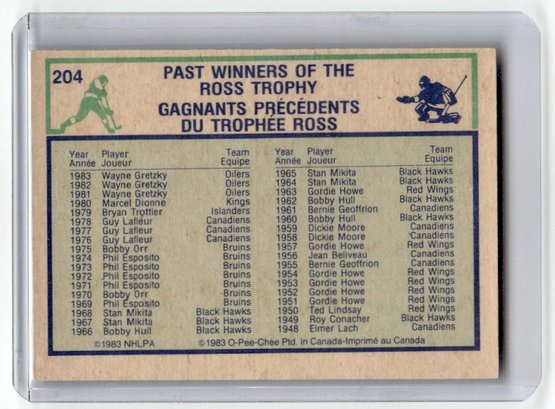 204
PAST WINNERS OF THE
ROSS TROPHY
GAGNANTS PRÉCÉDENTS
DU TROPHÉE ROSS
Year Player Team
Année Joueur Equipe
1983 Wayne Gretzky Oilers
1982 Wayne Gretzky Oilers
1981 Wayne Gretzky Oilers
1980 Marcel Dionne Kings
1979 Bryan Trottier Islanders
1978 Guy Lafleur Canadiens
1977 Guy Lafleur Canadiens
1976 Guy Lafleur Canadiens
1975 Bobby Orr Bruins
1974 Phil Esposito Bruins
1973 Phil Esposito Bruins
1972 Phil Esposito Bruins
1971 Phil Esposito Bruins
1970 Bobby Orr Bruins
1969 Phil Esposito Bruins
1968 Stan Mikita Black Hawks
1967 Stan Mikita Black Hawks
1966 Bobby Hull Black Hawks
Year Player Team
Année Joueur Equipe
1965 Stan Mikita Black Hawks
1964 Stan Mikita Black Hawks
1963 Gordie Howe Red Wings
1962 Bobby Hull Black Hawks
1961 Bernie Geoffrion Canadiens
1960 Bobby Hull Black Hawks
1959 Dickie Moore Canadiens
1958 Dickie Moore Canadiens
1957 Gordie Howe Red Wings
1956 Jean Beliveau Canadiens
1955 Bernie Geoffrion Canadiens
1954 Gordie Howe Red Wings
1953 Gordie Howe Red Wings
1952 Gordie Howe Red Wings
1951 Gordie Howe Red Wings
1950 Ted Lindsay Red Wings
1949 Roy Conacher Black Hawks
1948 Elmer Lach Canadiens
©1983 NHLPA ©1983 O-Pee-Chee Ptd. in Canada-Imprimé au Canada